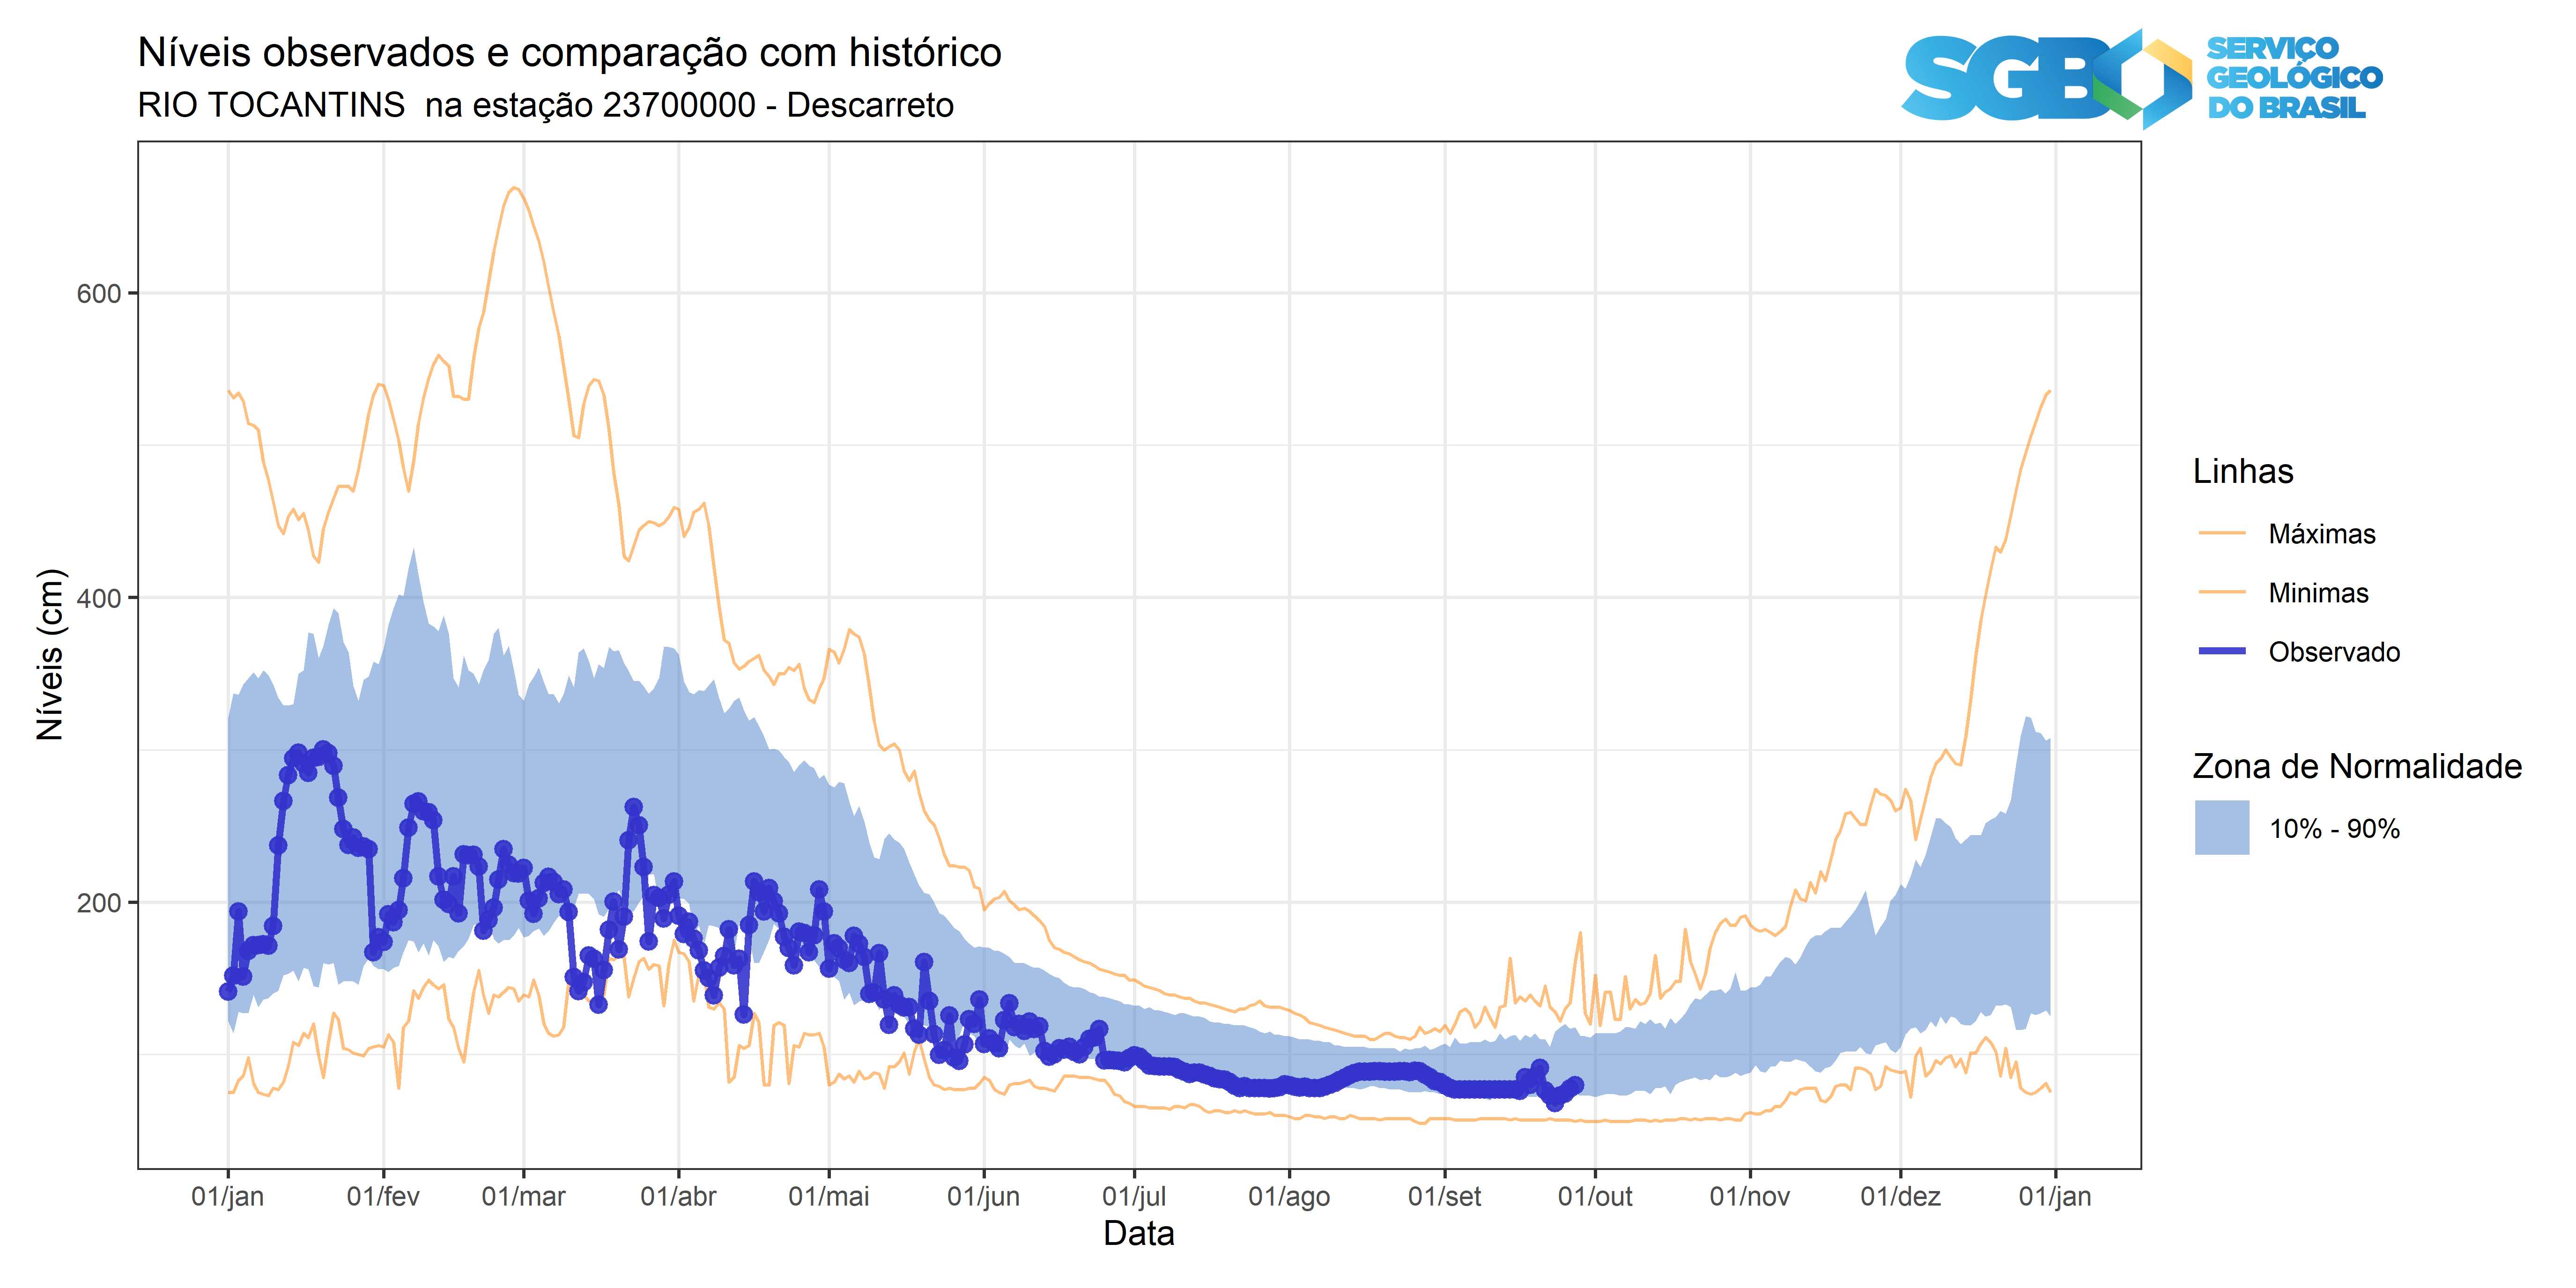 Níveis observados e comparação com histórico
RIO TOCANTINS  na estação 23700000 - Descarreto
SGB
SERVIÇO
GEOLÓGICO
DO BRASIL
Níveis (cm)
600
400
200
01/jan 01/fev 01/mar 01/abr 01/mai 01/jun 01/jul 01/ago 01/set 01/out 01/nov 01/dez 01/jan
Data
Linhas
Máximas
Minimas
Observado
Zona de Normalidade
10% - 90%